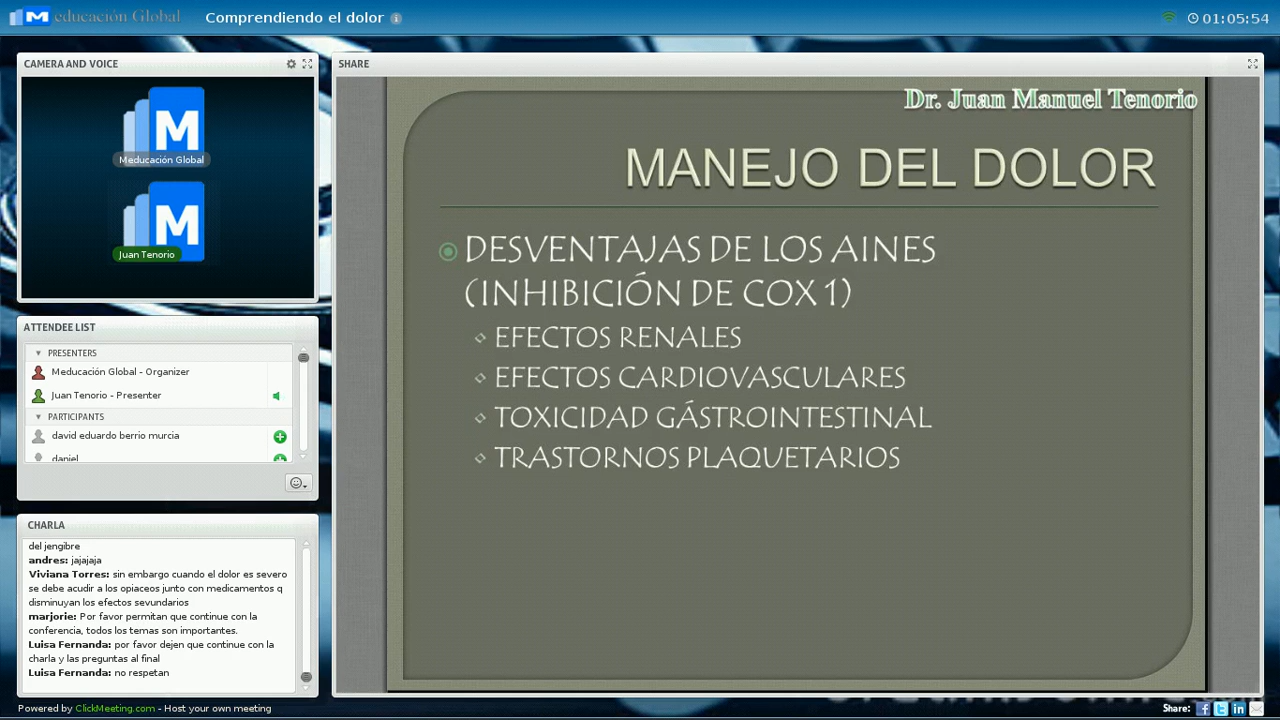 M educación Global
Comprendiendo el dolor
01:05:54
CAMERA AND VOICE
M
Meducación Global
M
Juan Tenorio
ATTENDEE LIST
PRESENTERS
Meducación Global - Organizer
Juan Tenorio - Presenter
PARTICIPANTS
david eduardo berrio murcia
daniel
CHARLA
del jengibre
andres: jajajaja
Viviana Torres: sin embargo cuando el dolor es severo
se debe acudir a los opiaceos junto con medicamentos q
disminuyan los efectos sevundarios
marjorie: Por favor permitan que continue con la
conferencia, todos los temas son importantes.
Luisa Fernanda: por favor dejen que continue con la
charla y las preguntas al final
Luisa Fernanda: no respetan
SHARE
Dr. Juan Manuel Tenorio
MANEJO DEL DOLOR
DESVENTAJAS DE LOS AINES
(INHIBICIÓN DE COX 1)
EFECTOS RENALES
EFECTOS CARDIOVASCULARES
TOXICIDAD GÁSTROINTESTINAL
TRASTORNOS PLAQUETARIOS
Powered by ClickMeeting.com - Host your own meeting
Share: